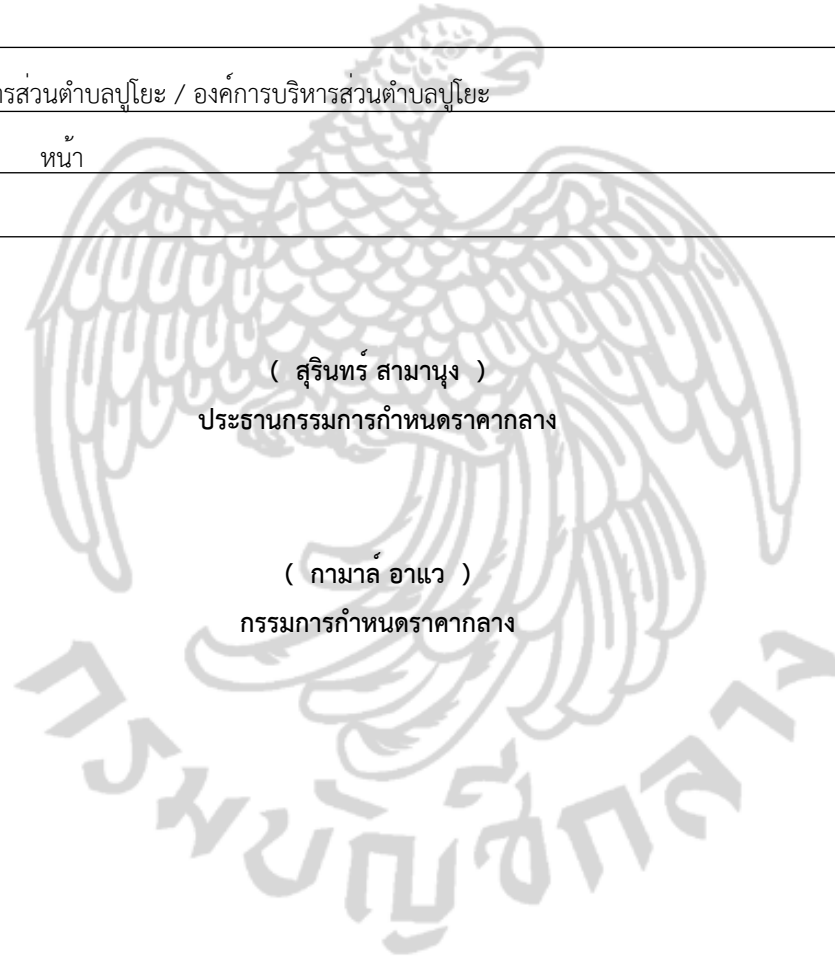 ารส่วนตำบลปูโยะ / องค์การบริหารส่วนตำบลปูโยะ
หน้า
( สุรินทร์ สามานุง )
ประธานกรรมการกำหนดราคากลาง
( กามาล์ อาแว )
กรรมการกำหนดราคากลาง
กรมบัญชีกลาง